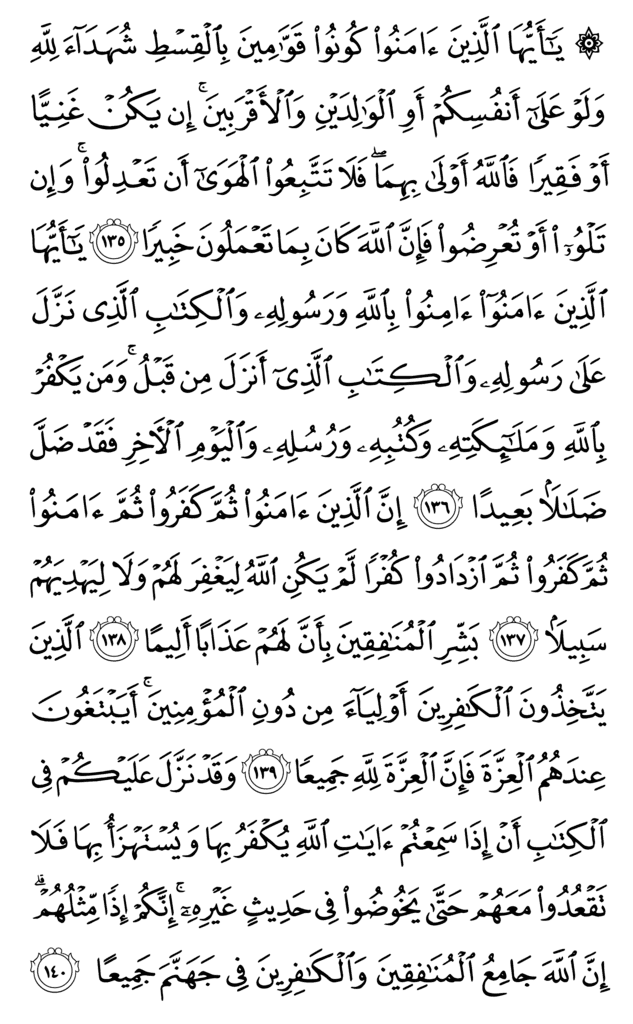 ۞ يَـٰٓأَيُّهَا ٱلَّذِينَ ءَامَنُوا۟ كُونُوا۟ قَوَّٰمِينَ بِٱلْقِسْطِ شُهَدَآءَ لِلَّهِ
وَلَوْ عَلَىٰٓ أَنفُسِكُمْ أَوِ ٱلْوَٰلِدَيْنِ وَٱلْأَقْرَبِينَ ۚ إِن يَكُنْ غَنِيًّا
أَوْ فَقِيرًا فَٱللَّهُ أَوْلَىٰ بِهِمَا ۖ فَلَا تَتَّبِعُوا۟ ٱلْهَوَىٰٓ أَن تَعْدِلُوا۟ ۚ وَإِن
تَلْوُۥٓا۟ أَوْ تُعْرِضُوا۟ فَإِنَّ ٱللَّهَ كَانَ بِمَا تَعْمَلُونَ خَبِيرًا ١٣٥ يَـٰٓأَيُّهَا
ٱلَّذِينَ ءَامَنُوٓا۟ ءَامِنُوا۟ بِٱللَّهِ وَرَسُولِهِۦ وَٱلْكِتَـٰبِ ٱلَّذِى نَزَّلَ
عَلَىٰ رَسُولِهِۦ وَٱلْكِتَـٰبِ ٱلَّذِىٓ أَنزَلَ مِن قَبْلُ ۚ وَمَن يَكْفُرْ
بِٱللَّهِ وَمَلَـٰٓئِكَتِهِۦ وَكُتُبِهِۦ وَرُسُلِهِۦ وَٱلْيَوْمِ ٱلْـَٔاخِرِ فَقَدْ ضَلَّ
ضَلَـٰلًۢا بَعِيدًا ١٣٦ إِنَّ ٱلَّذِينَ ءَامَنُوا۟ ثُمَّ كَفَرُوا۟ ثُمَّ ءَامَنُوا۟
ثُمَّ كَفَرُوا۟ ثُمَّ ٱزْدَادُوا۟ كُفْرًا لَّمْ يَكُنِ ٱللَّهُ لِيَغْفِرَ لَهُمْ وَلَا لِيَهْدِيَهُمْ
سَبِيلًۢا ١٣٧ بَشِّرِ ٱلْمُنَـٰفِقِينَ بِأَنَّ لَهُمْ عَذَابًا أَلِيمًا ١٣٨ ٱلَّذِينَ
يَتَّخِذُونَ ٱلْكَـٰفِرِينَ أَوْلِيَآءَ مِن دُونِ ٱلْمُؤْمِنِينَ ۚ أَيَبْتَغُونَ
عِندَهُمُ ٱلْعِزَّةَ فَإِنَّ ٱلْعِزَّةَ لِلَّهِ جَمِيعًا ١٣٩ وَقَدْ نَزَّلَ عَلَيْكُمْ فِى
ٱلْكِتَـٰبِ أَنْ إِذَا سَمِعْتُمْ ءَايَـٰتِ ٱللَّهِ يُكْفَرُ بِهَا وَيُسْتَهْزَأُ بِهَا فَلَا
تَقْعُدُوا۟ مَعَهُمْ حَتَّىٰ يَخُوضُوا۟ فِى حَدِيثٍ غَيْرِهِۦٓ ۚ إِنَّكُمْ إِذًا مِّثْلُهُمْ ۗ
إِنَّ ٱللَّهَ جَامِعُ ٱلْمُنَـٰفِقِينَ وَٱلْكَـٰفِرِينَ فِى جَهَنَّمَ جَمِيعًا ١٤٠